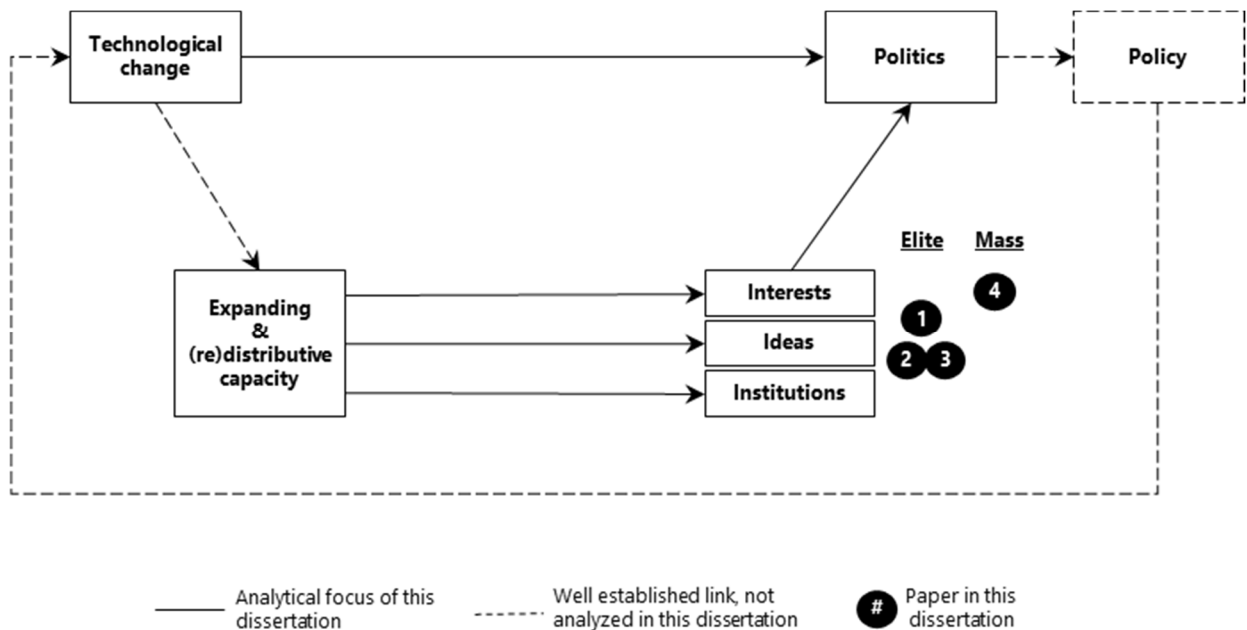 Technological
change
Politics
Policy
Elite
Mass
Expanding
&
(re)distributive
capacity
Interests
4
1
Ideas
2
3
Institutions
Analytical focus of this
dissertation
Well established link, not
analyzed in this dissertation
#
Paper in this
dissertation